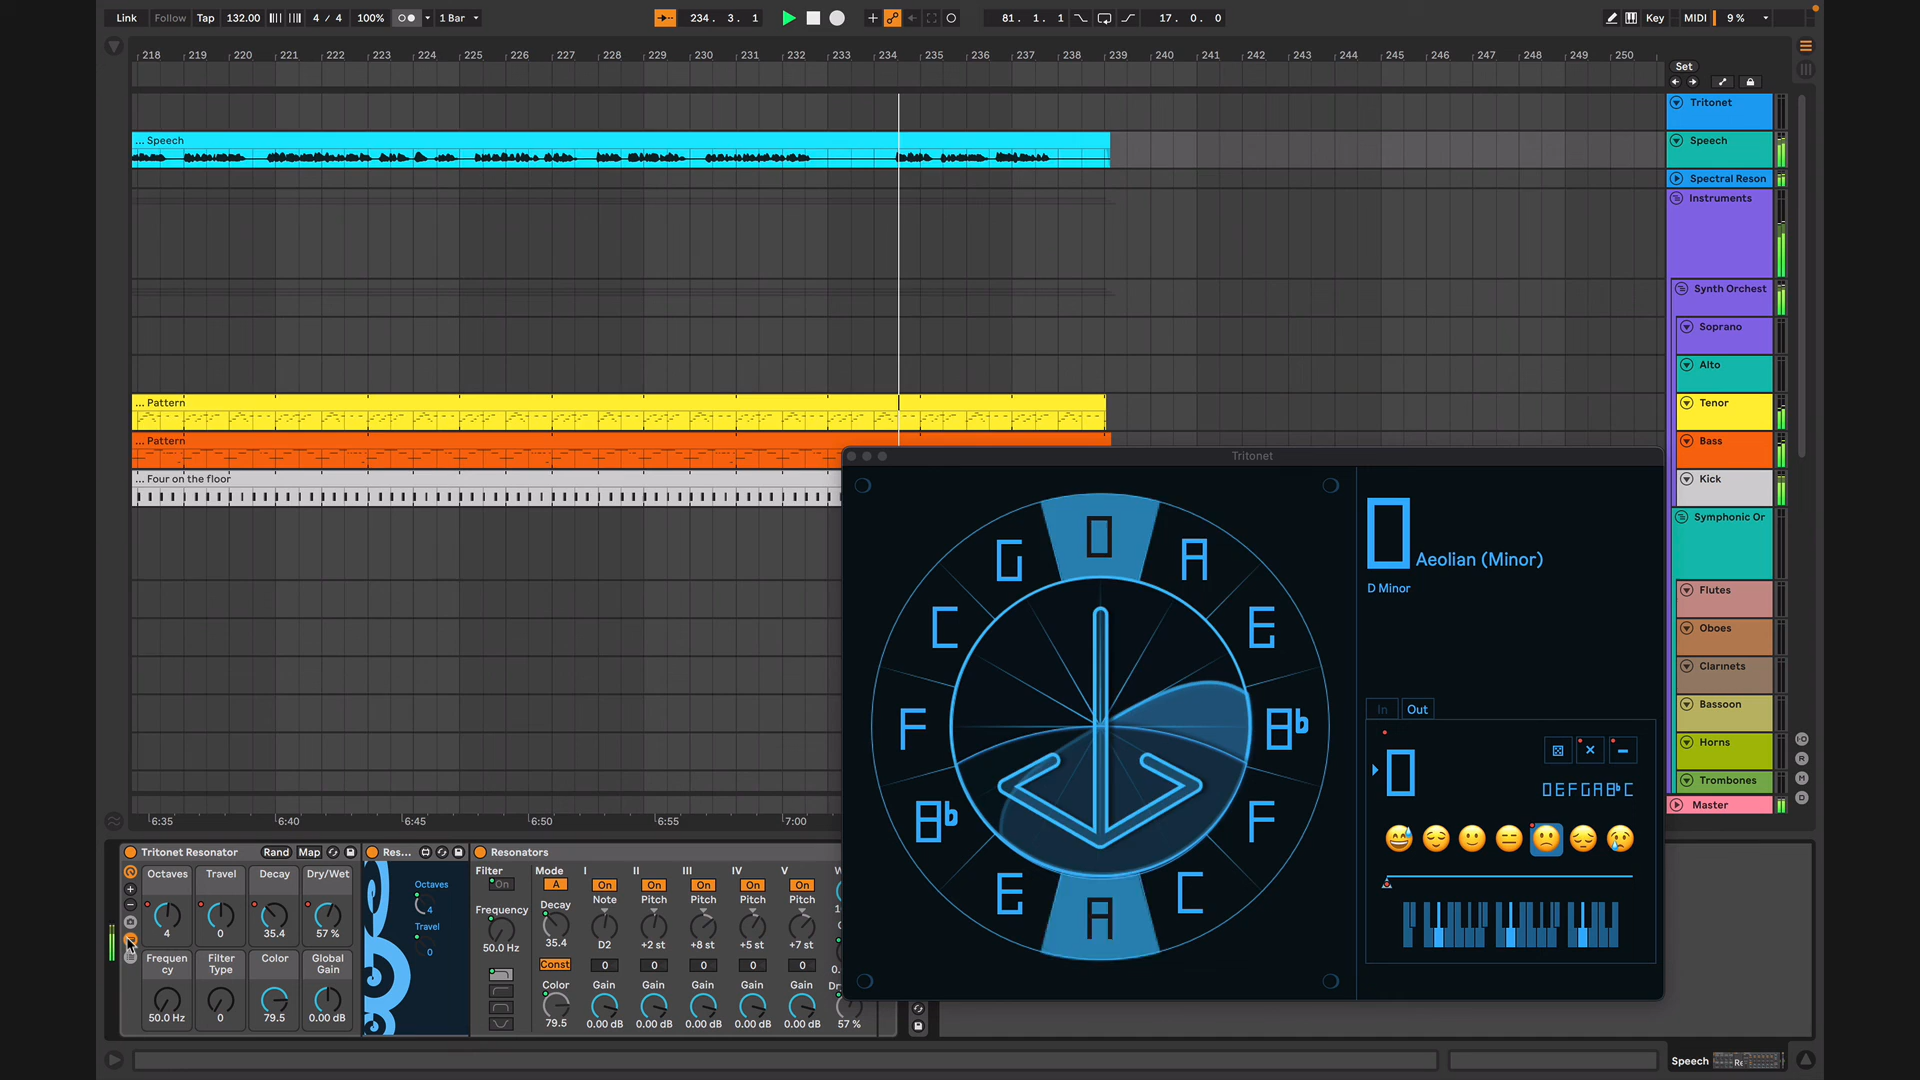 Link Follow Tap 132.00 4 / 4 100% 1 Bar 234. 3. 1 81. 1. 1 17. 0. 0 Key MIDI 9 %
218 219 220 221 222 223 224 225 226 227 228 229 230 231 232 233 234 235 236 237 238 239 240 241 242 243 244 245 246 247 248 249 250
Set
Tritonet
... Speech
Speech
Spectral Reson
Instruments
Synth Orchest
Soprano
Alto
... Pattern
Tenor
... Pattern
Bass
... Four on the floor
Kick
Symphonic Or
Flutes
Oboes
Clarinets
Bassoon
Horns
Trombones
Master
6:35 6:40 6:45 6:50 6:55 7:00
Tritonet
D
G A
C E
F B♭
B♭ F
E C
A
D Aeolian (Minor)
D Minor
In Out
D
D E F G A B♭ C
Tritonet Resonator Rand Map
Octaves Travel Decay Dry/Wet
4 0 35.4 57 %
Frequency Filter Type Color Global Gain
50.0 Hz 0 79.5 0.00 dB
Res...
Octaves
4
Travel
0
Resonators
Filter Mode I II III IV V
On A On On On On On
Decay Note Pitch Pitch Pitch Pitch
Frequency
50.0 Hz 35.4 D2 +2 st +8 st +5 st +7 st
Const 0 0 0 0 0
Color Gain Gain Gain Gain Gain
79.5 0.00 dB 0.00 dB 0.00 dB 0.00 dB 0.00 dB 57 %
Speech